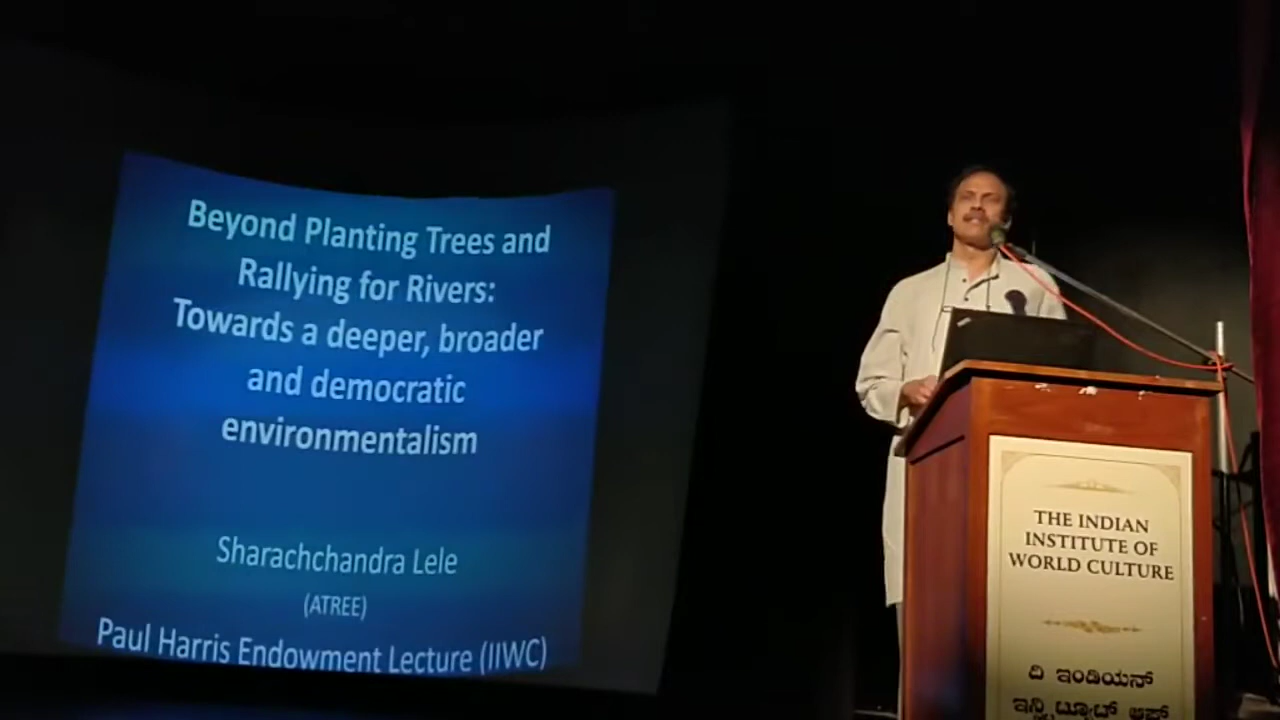 Beyond Planting Trees and
Rallying for Rivers:
Towards a deeper, broader
and democratic
environmentalism
Sharachchandra Lele
(ATREE)
Paul Harris Endowment Lecture (IIWC)
THE INDIAN
INSTITUTE OF
WORLD CULTURE
ದಿ ಇಂಡಿಯನ್